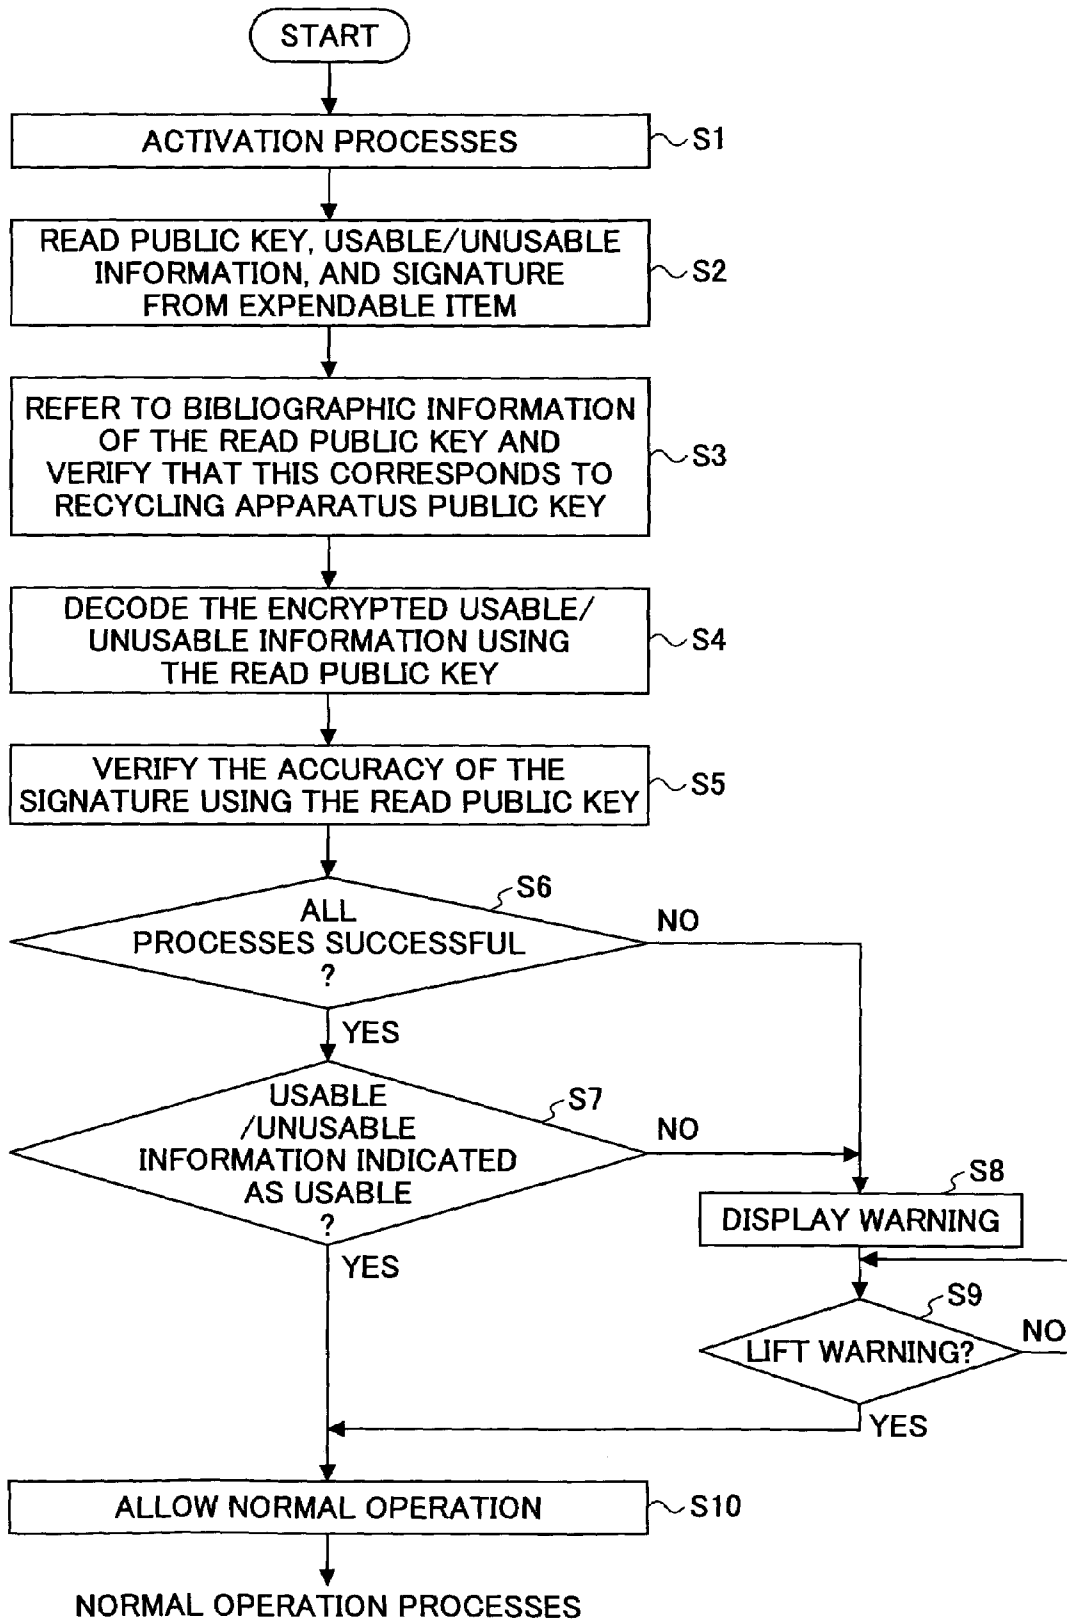 START
ACTIVATION PROCESSES
S1
READ PUBLIC KEY, USABLE/UNUSABLE
INFORMATION, AND SIGNATURE
FROM EXPENDABLE ITEM
S2
REFER TO BIBLIOGRAPHIC INFORMATION
OF THE READ PUBLIC KEY AND
VERIFY THAT THIS CORRESPONDS TO
RECYCLING APPARATUS PUBLIC KEY
S3
DECODE THE ENCRYPTED USABLE/
UNUSABLE INFORMATION USING
THE READ PUBLIC KEY
S4
VERIFY THE ACCURACY OF THE
SIGNATURE USING THE READ PUBLIC KEY
S5
S6
ALL
PROCESSES SUCCESSFUL
?
NO
YES
S7
USABLE
/UNUSABLE
INFORMATION INDICATED
AS USABLE
?
NO
YES
S8
DISPLAY WARNING
S9
LIFT WARNING?
NO
YES
ALLOW NORMAL OPERATION
S10
NORMAL OPERATION PROCESSES